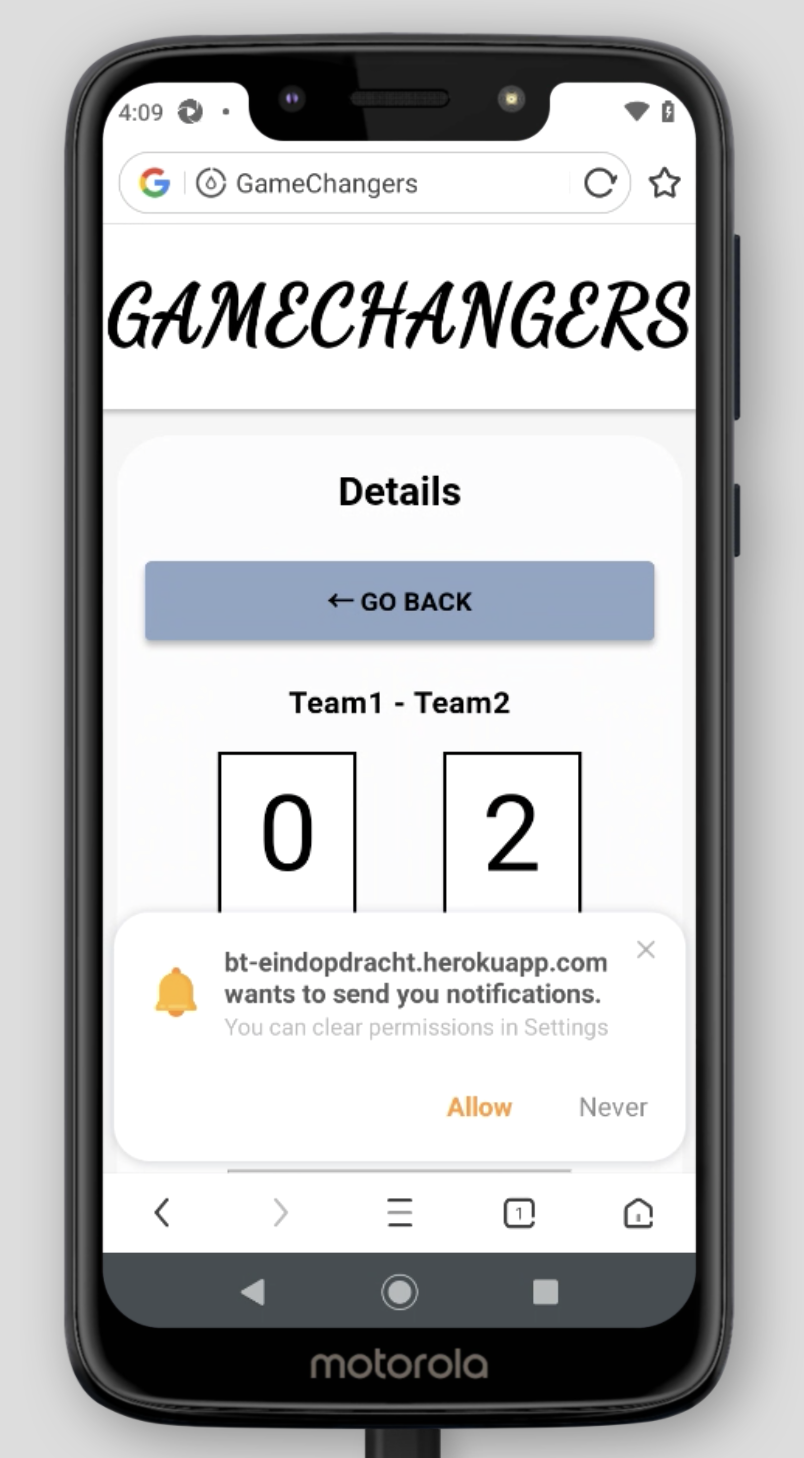 4:09
GameChangers
GAMECHANGERS
Details
← GO BACK
Team1 - Team2
0 2
bt-eindopdracht.herokuapp.com
wants to send you notifications.
You can clear permissions in Settings
Allow Never
1
motorola